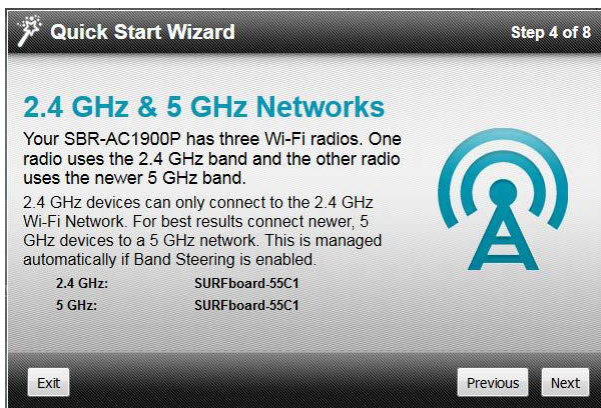 Quick Start Wizard
Step 4 of 8
2.4 GHz & 5 GHz Networks
Your SBR-AC1900P has three Wi-Fi radios. One
radio uses the 2.4 GHz band and the other radio
uses the newer 5 GHz band.
2.4 GHz devices can only connect to the 2.4 GHz
Wi-Fi Network. For best results connect newer, 5
GHz devices to a 5 GHz network. This is managed
automatically if Band Steering is enabled.
2.4 GHz: SURFboard-55C1
5 GHz: SURFboard-55C1
Exit
Previous
Next